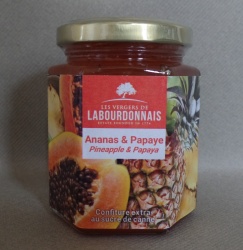 LES VERGERS DE
LABOURDONNAIS
Ananas & Papaye
Pineapple & Papaya
Confiture extra
au sucre de canne